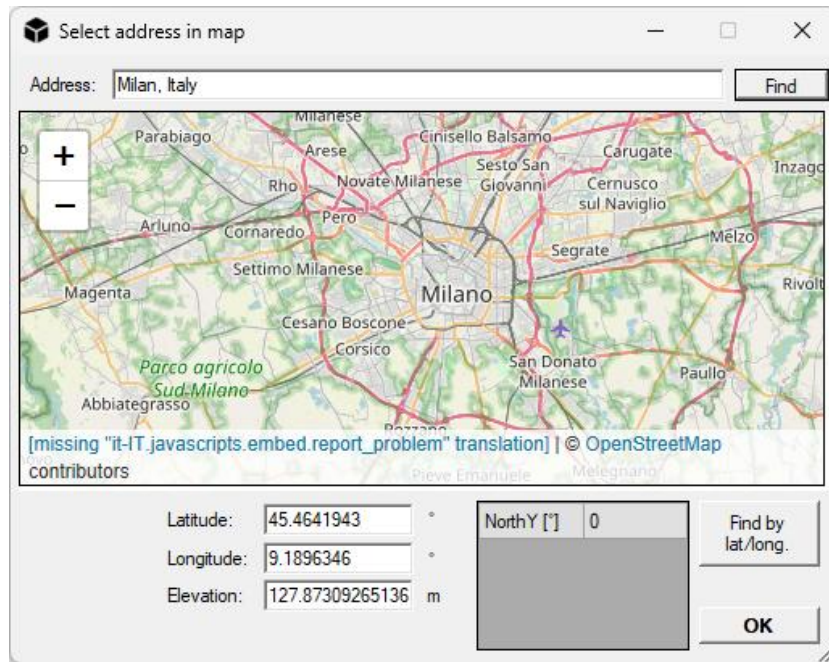 Select address in map
Address: Milan, Italy Find
+
−
Milanese
Parabiago
Cinisello Balsamo
Arese
Carugate
Sesto San
Giovanni
Inzago
Rho
Novate Milanese
Cernusco
sul Naviglio
Pero
Arluno
Cornaredo
Melzo
Segrate
Settimo Milanese
Rivolt
Magenta
Milano
Cesano Boscone
Corsico
San Donato
Milanese
Parco agricolo
Sud Milano
Paullo
Abbiategrasso
[missing "it-IT.javascripts.embed.report_problem" translation] | © OpenStreetMap
contributors
Pieve Emanuele
Melegnano
Latitude: 45.4641943 °
Longitude: 9.1896346 °
Elevation: 127.87309265136 m
NorthY [°] 0
Find by
lat/long.
OK